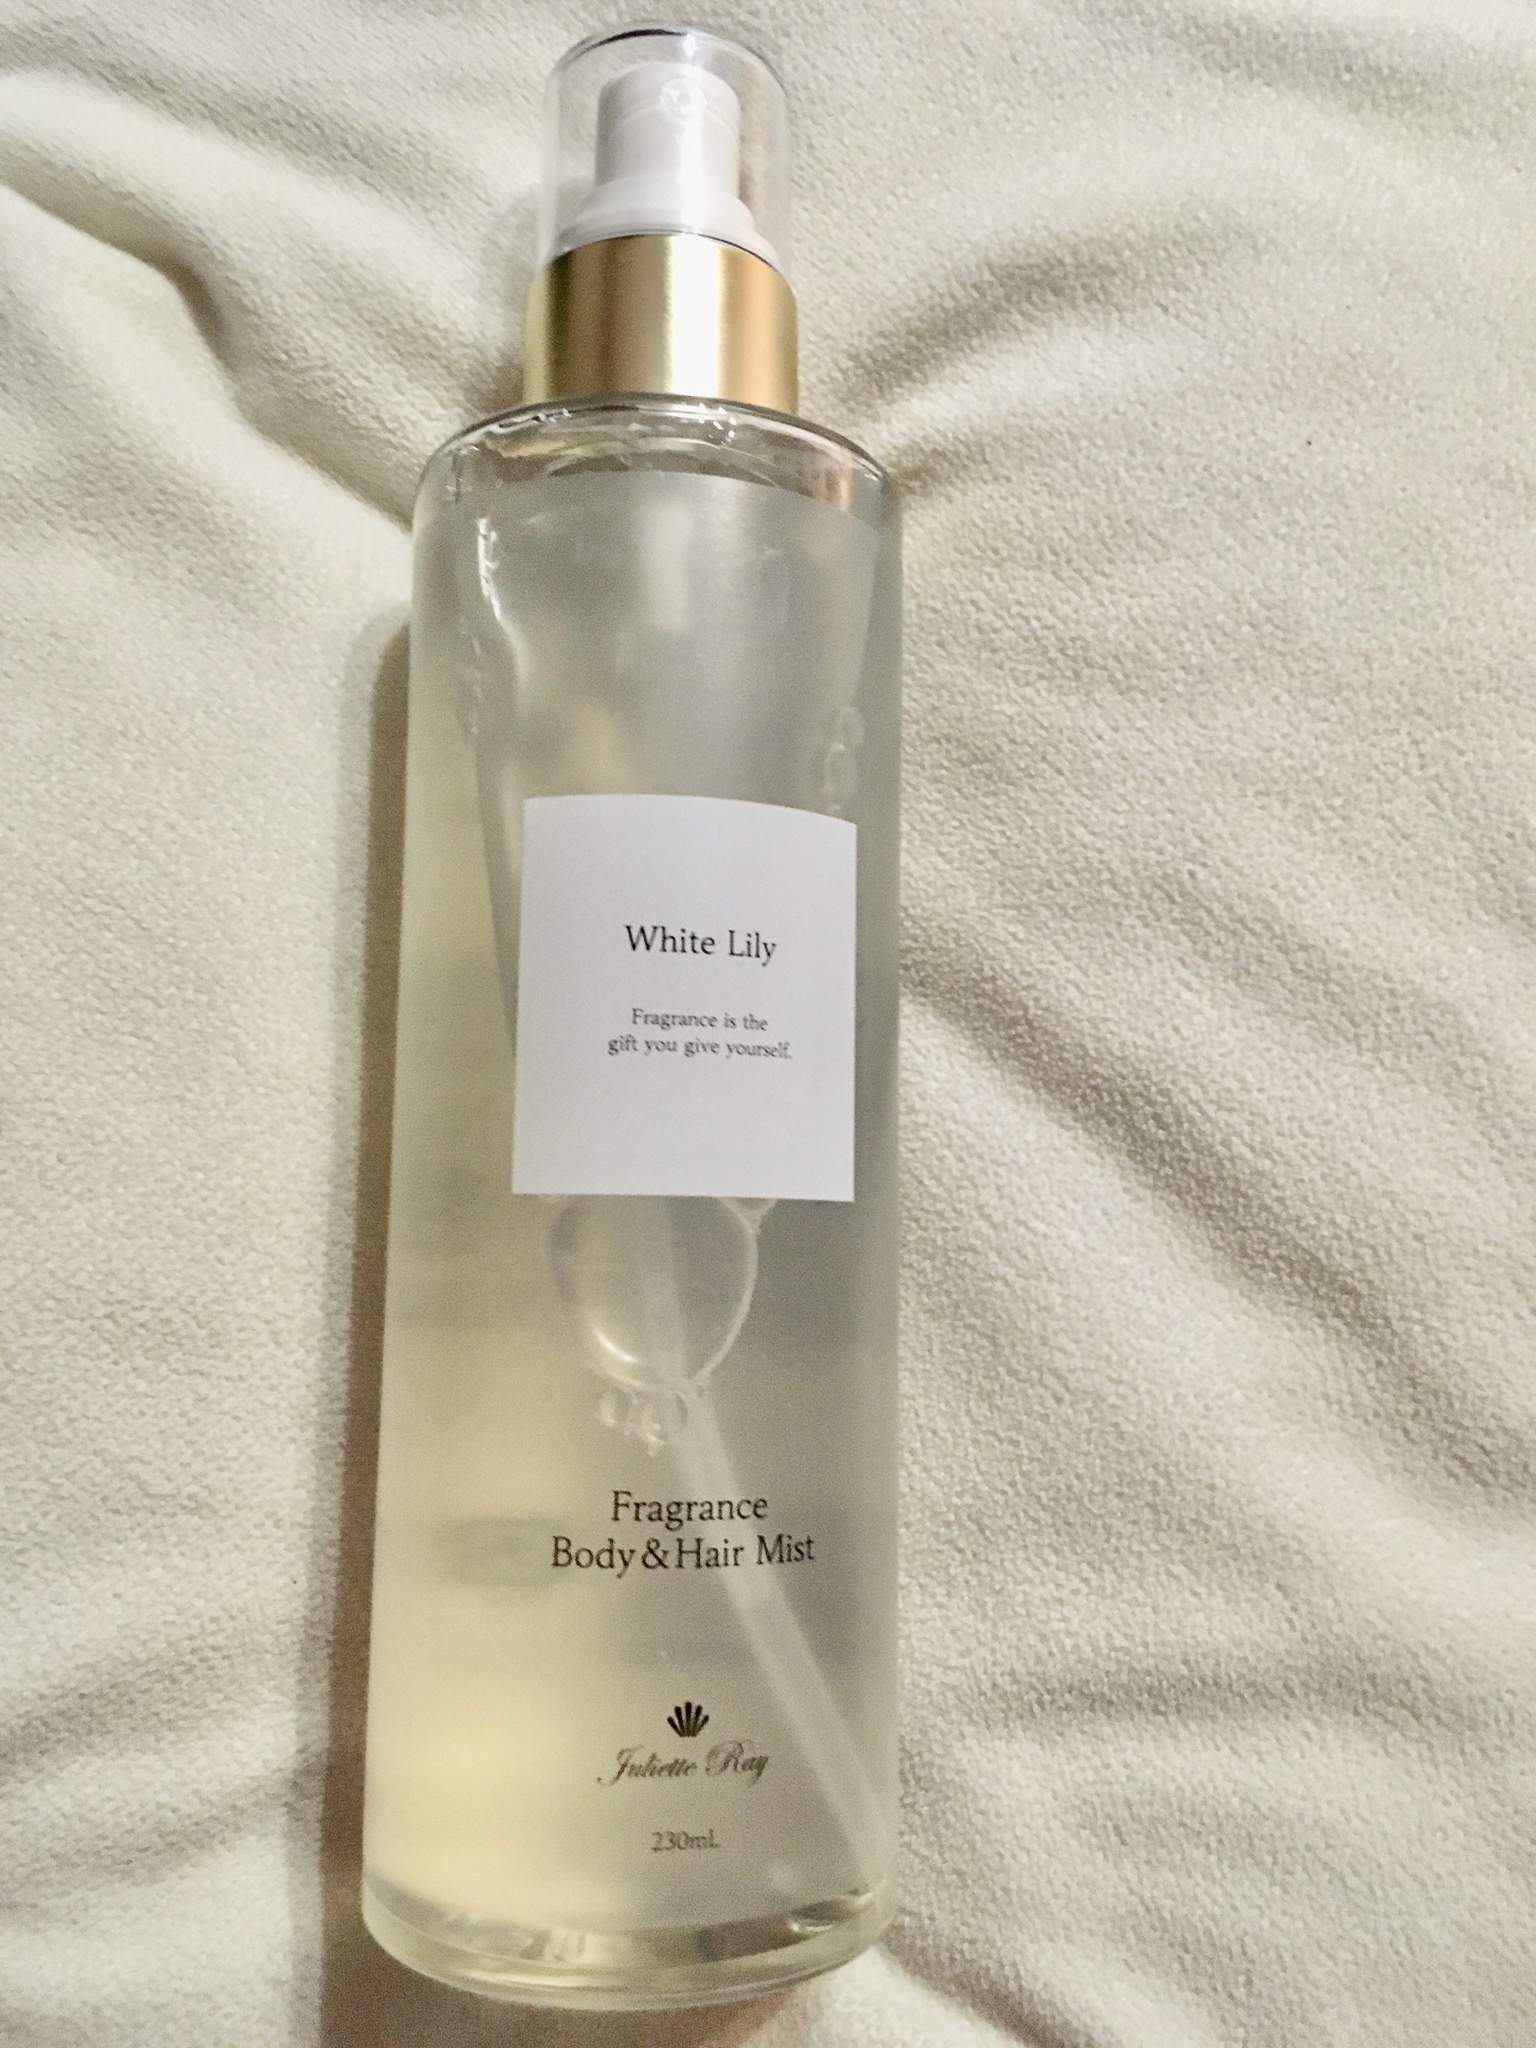 White Lily
Fragrance is the
gift you give yourself.
Fragrance
Body & Hair Mist
Juliette Ray
230mL